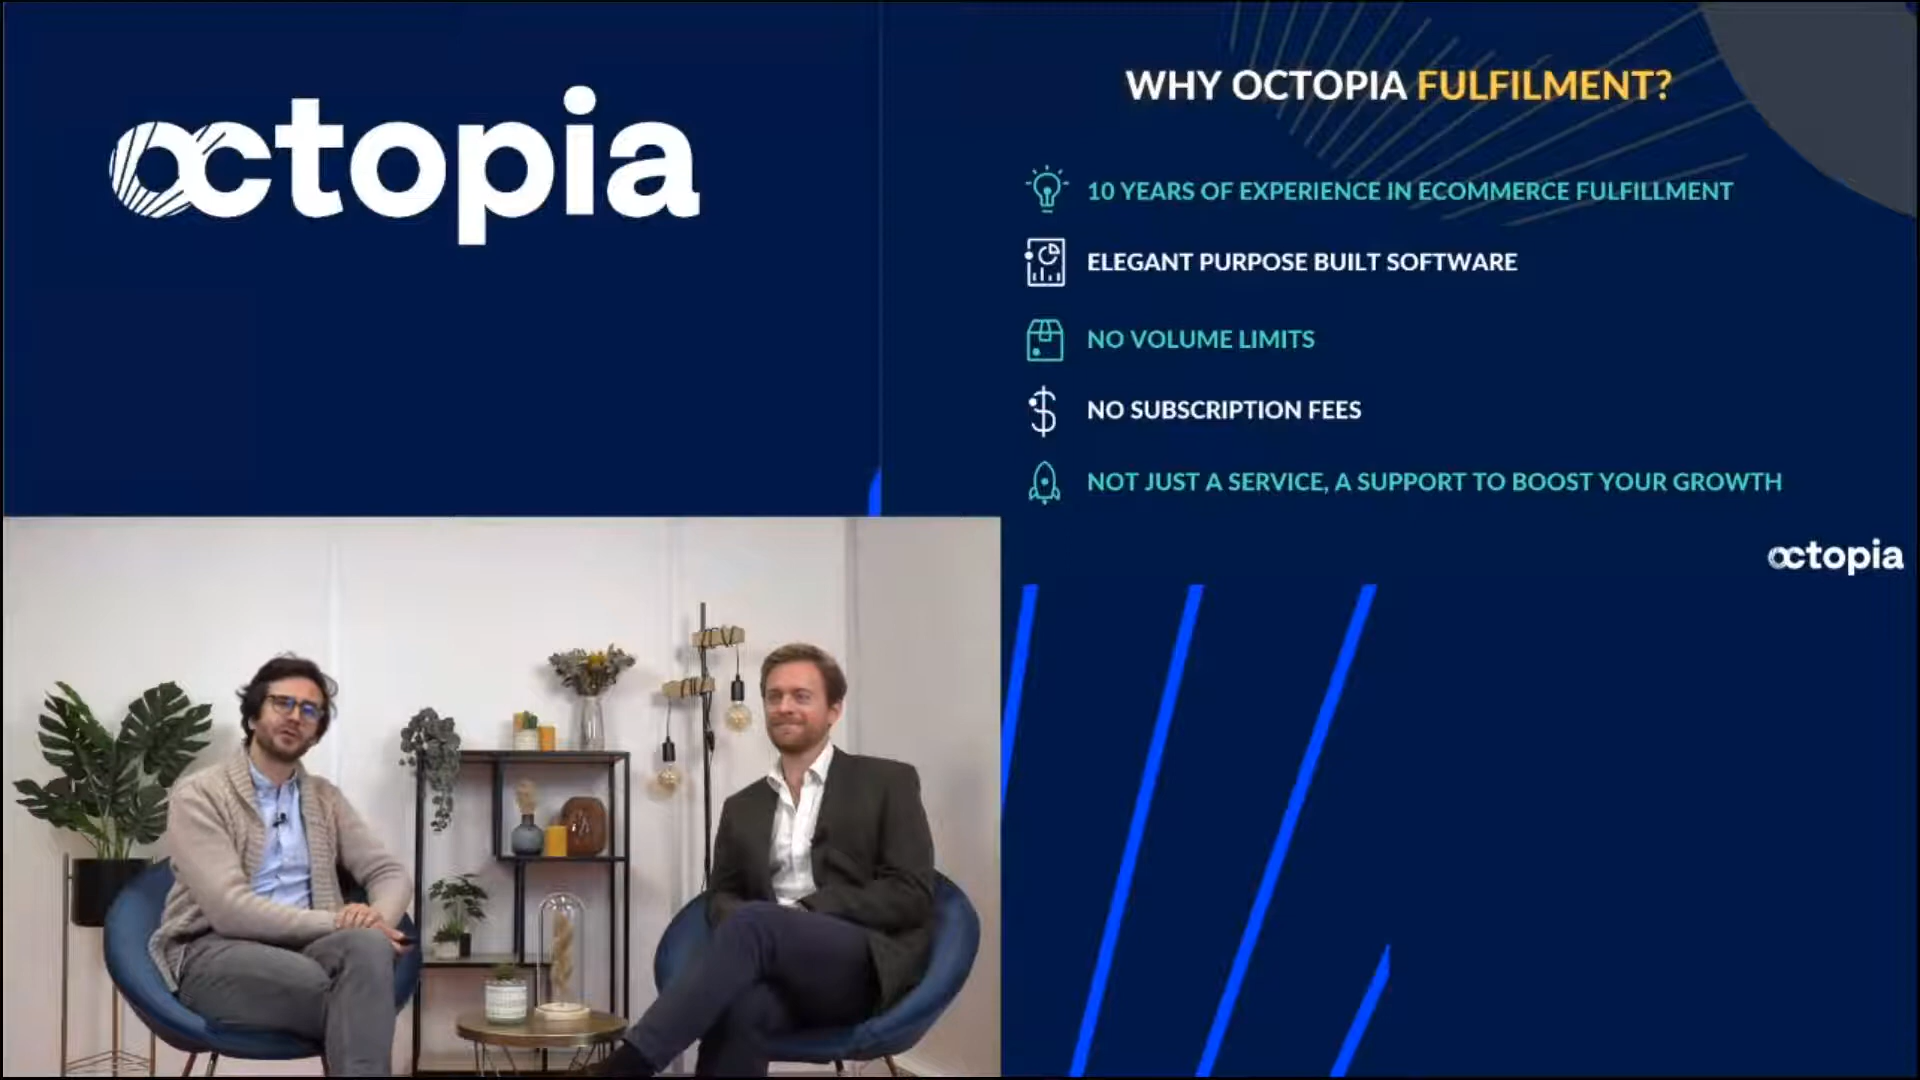 octopia
WHY OCTOPIA FULFILMENT?
10 YEARS OF EXPERIENCE IN ECOMMERCE FULFILLMENT
ELEGANT PURPOSE BUILT SOFTWARE
NO VOLUME LIMITS
NO SUBSCRIPTION FEES
NOT JUST A SERVICE, A SUPPORT TO BOOST YOUR GROWTH
octopia